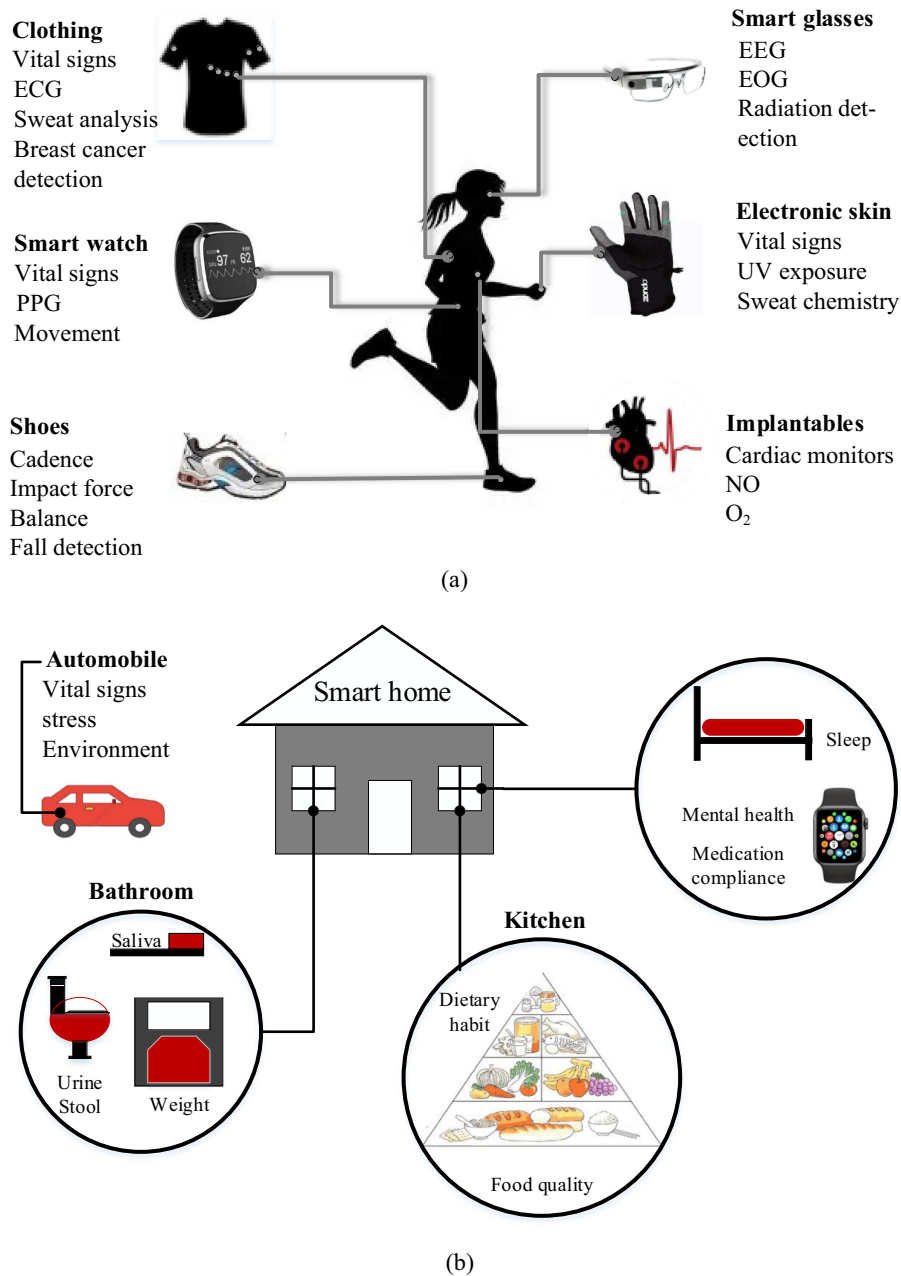 Clothing
Vital signs
ECG
Sweat analysis
Breast cancer
detection
Smart glasses
EEG
EOG
Radiation det-
ection
Smart watch
Vital signs
PPG
Movement
97
62
Electronic skin
Vital signs
UV exposure
Sweat chemistry
zondo
Shoes
Cadence
Impact force
Balance
Fall detection
Implantables
Cardiac monitors
NO
O₂
(a)
Automobile
Vital signs
stress
Environment
Smart home
Sleep
Mental health
Medication
compliance
Bathroom
Saliva
Urine
Stool
Weight
Kitchen
Dietary
habit
Food quality
(b)